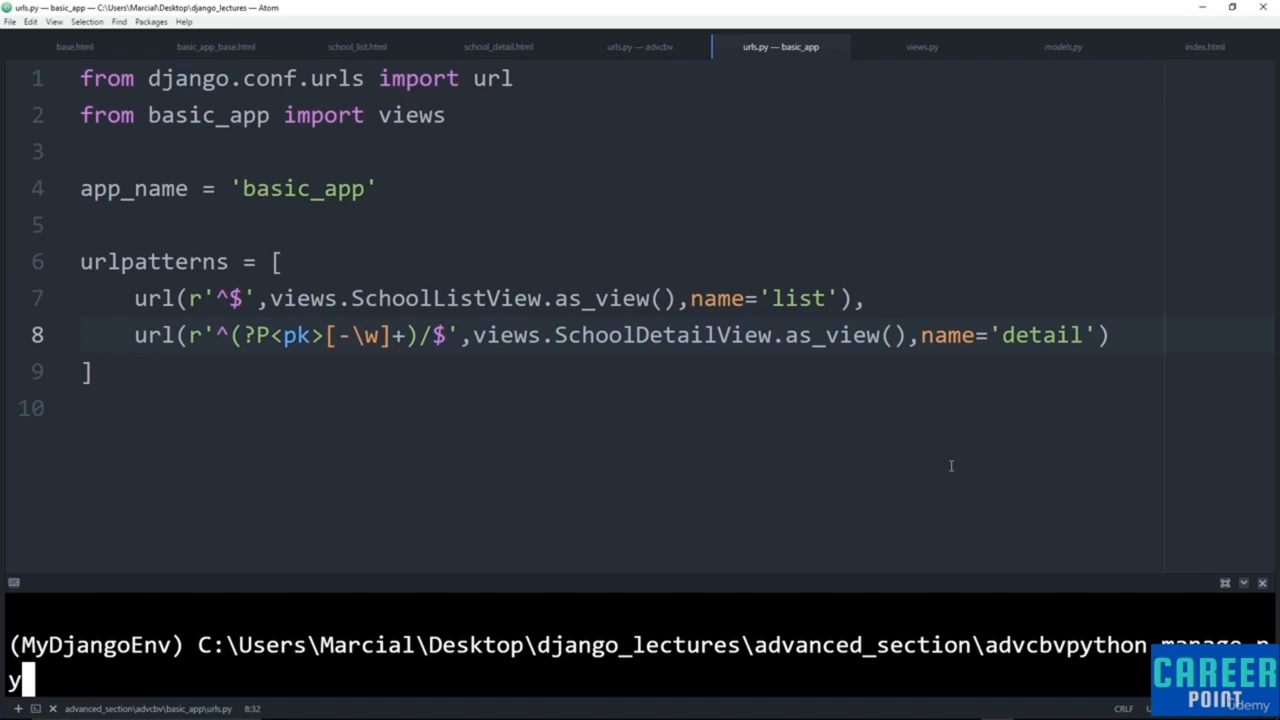 urls.py — basic_app — C:\Users\Marcial\Desktop\django_lectures — Atom
File Edit View Selection Find Packages Help
base.html basic_app_base.html school_list.html school_detail.html urls.py — advcbv urls.py — basic_app views.py models.py index.html
1 from django.conf.urls import url
2 from basic_app import views
3
4 app_name = 'basic_app'
5
6 urlpatterns = [
7 url(r'^$',views.SchoolListView.as_view(),name='list'),
8 url(r'^(?P<pk>[-\w]+)/$',views.SchoolDetailView.as_view(),name='detail')
9 ]
10
(MyDjangoEnv) C:\Users\Marcial\Desktop\django_lectures\advanced_section\advcbvpython manage.p
y
CAREER
POINT
Udemy
advanced_section\advcbv\basic_app\urls.py 8:32 CRLF